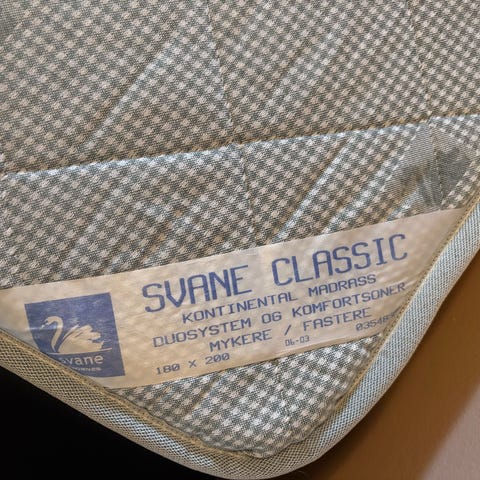 SVANE CLASSIC
KONTINENTAL MADRASS
DUOSYSTEM OG KOMFORTSONER
MYKERE / FASTERE
180 X 200
06-03
svane